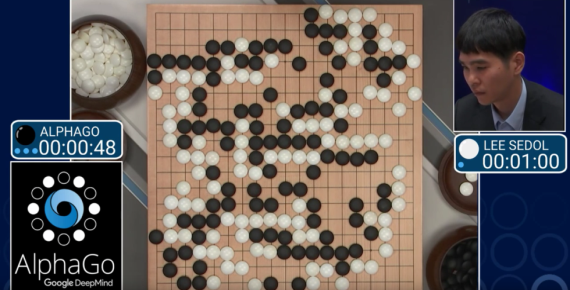 ALPHAGO
00:00:48
LEE SEDOL
00:01:00
AlphaGo
Google DeepMind